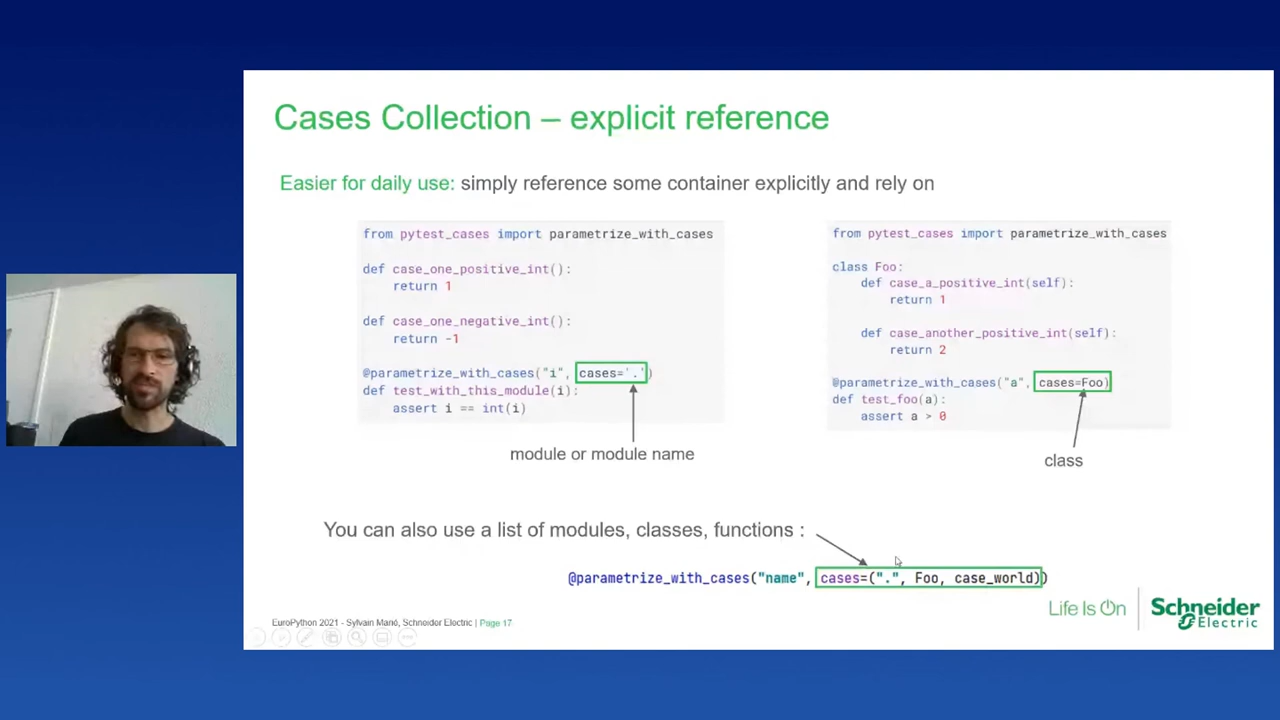 Cases Collection – explicit reference
Easier for daily use: simply reference some container explicitly and rely on
from pytest_cases import parametrize_with_cases
def case_one_positive_int():
return 1
def case_one_negative_int():
return -1
@parametrize_with_cases("i", cases='.')
def test_with_this_module(i):
assert i == int(i)
module or module name
from pytest_cases import parametrize_with_cases
class Foo:
def case_a_positive_int(self):
return 1
def case_another_positive_int(self):
return 2
@parametrize_with_cases("a", cases=Foo)
def test_foo(a):
assert a > 0
class
You can also use a list of modules, classes, functions :
@parametrize_with_cases("name", cases=(".", Foo, case_world))
EuroPython 2021 - Sylvain Marié, Schneider Electric | Page 17
Life Is On
Schneider
Electric